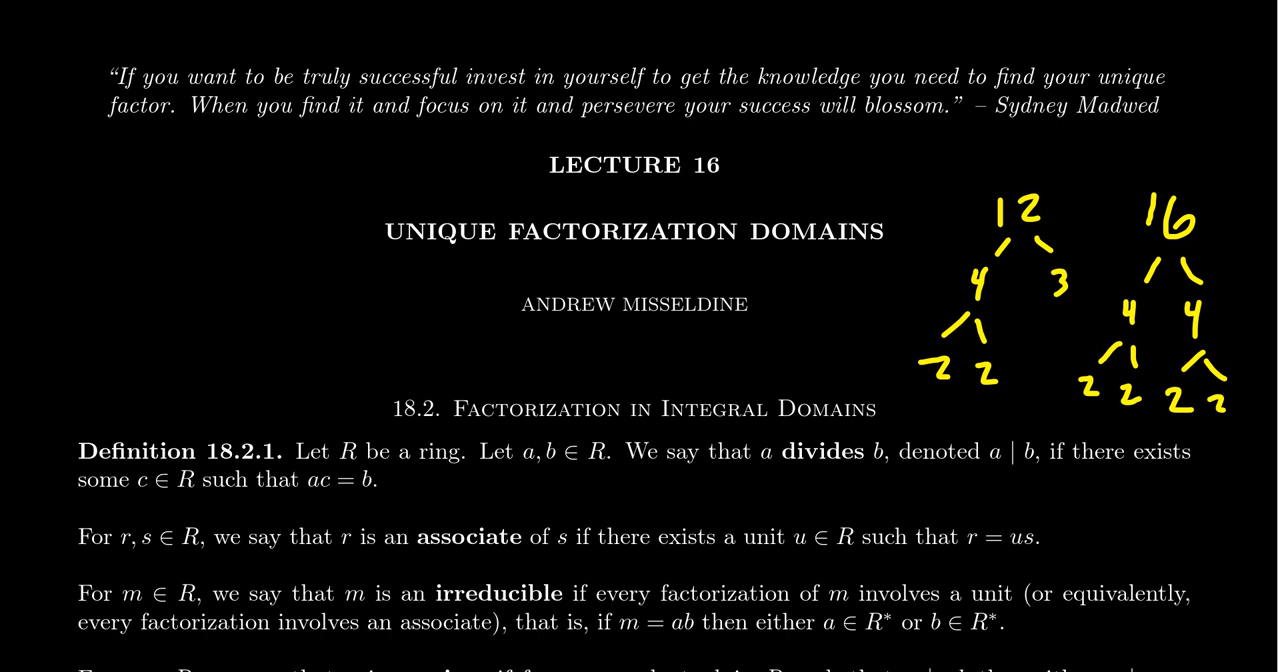 “If you want to be truly successful invest in yourself to get the knowledge you need to find your unique
factor. When you find it and focus on it and persevere your success will blossom.” – Sydney Madwed
LECTURE 16
UNIQUE FACTORIZATION DOMAINS
ANDREW MISSELDINE
12
16
4 3
4 4
2 2
2 2 2 2
18.2. FACTORIZATION IN INTEGRAL DOMAINS
Definition 18.2.1. Let R be a ring. Let a, b ∈ R. We say that a divides b, denoted a | b, if there exists
some c ∈ R such that ac = b.
For r, s ∈ R, we say that r is an associate of s if there exists a unit u ∈ R such that r = us.
For m ∈ R, we say that m is an irreducible if every factorization of m involves a unit (or equivalently,
every factorization involves an associate), that is, if m = ab then either a ∈ R* or b ∈ R*.